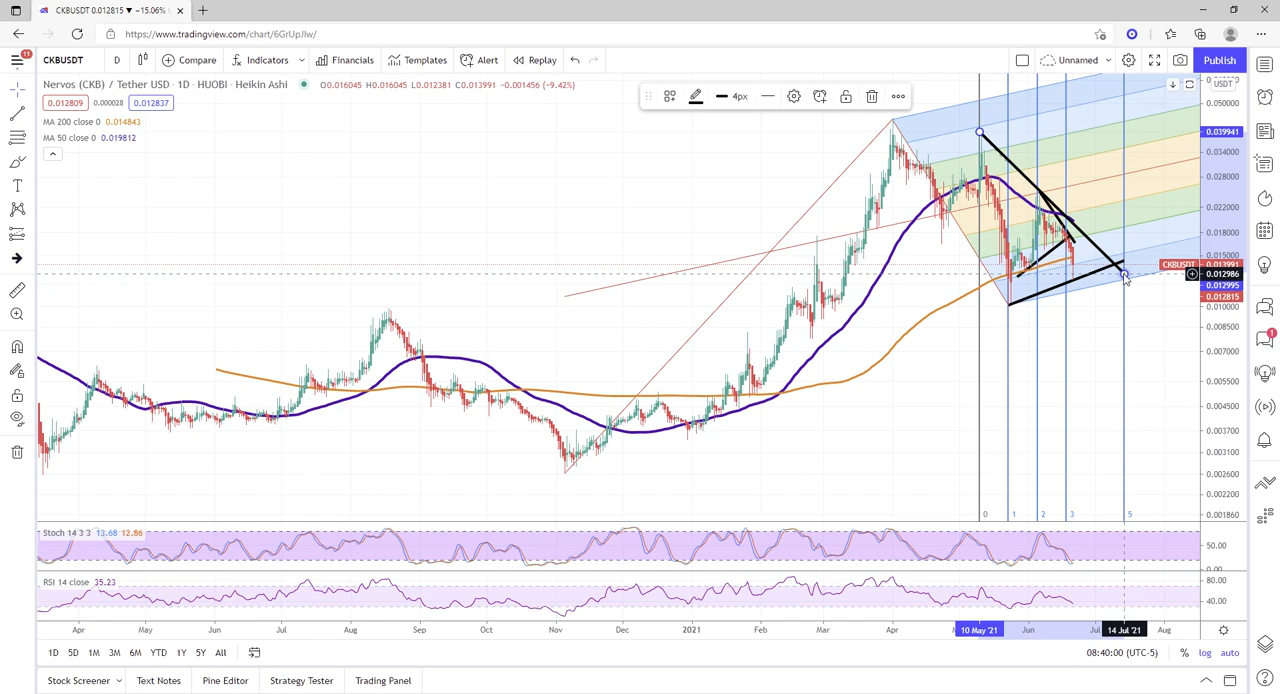 CKBUSDT 0.012815 ▼ −15.06%
https://www.tradingview.com/chart/6GrUpJIw/
11
CKBUSDT D Compare Indicators Financials Templates Alert Replay Unnamed Publish
Nervos (CKB) / Tether USD · 1D · HUOBI · Heikin Ashi O0.016045 H0.016045 L0.012381 C0.013991 −0.001456 (−9.42%)
0.012809 0.000028 0.012837
MA 200 close 0 0.014843
MA 50 close 0 0.019812
4px
USDT
0.050000
0.039941
0.034000
0.028000
0.022000
0.018000
0.015000
CKBUSDT 0.013991
0.012986
0.012995
0.012815
0.010000
0.008500
0.007000
0.005500
0.004500
0.003700
0.003100
0.002600
0.002200
0.001860
0 1 2 3 5
Stoch 14 3 3 13.68 12.86
50.00
0.00
RSI 14 close 35.23
80.00
40.00
Apr May Jun Jul Aug Sep Oct Nov Dec 2021 Feb Mar Apr 10 May '21 Jun Jul 14 Jul '21 Aug
1D 5D 1M 3M 6M YTD 1Y 5Y All 08:40:00 (UTC-5) % log auto
Stock Screener Text Notes Pine Editor Strategy Tester Trading Panel
1